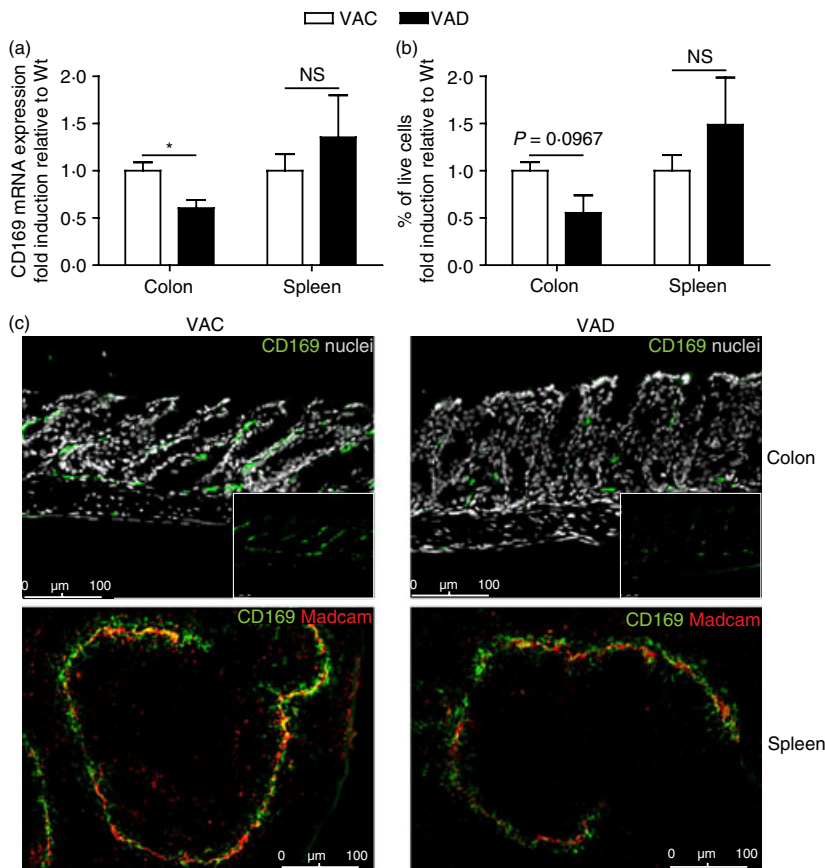 VAC VAD
(a)
CD169 mRNA expression
fold induction relative to Wt
2·0
1·5
1·0
0·5
0·0
*
NS
Colon Spleen
(b)
% of live cells
fold induction relative to Wt
2·0
1·5
1·0
0·5
0·0
P = 0·0967
NS
Colon Spleen
(c)
VAC VAD
CD169 nuclei
0 µm 100
CD169 nuclei
0 µm 100
Colon
CD169 Madcam
0 µm 100
CD169 Madcam
0 µm 100
Spleen